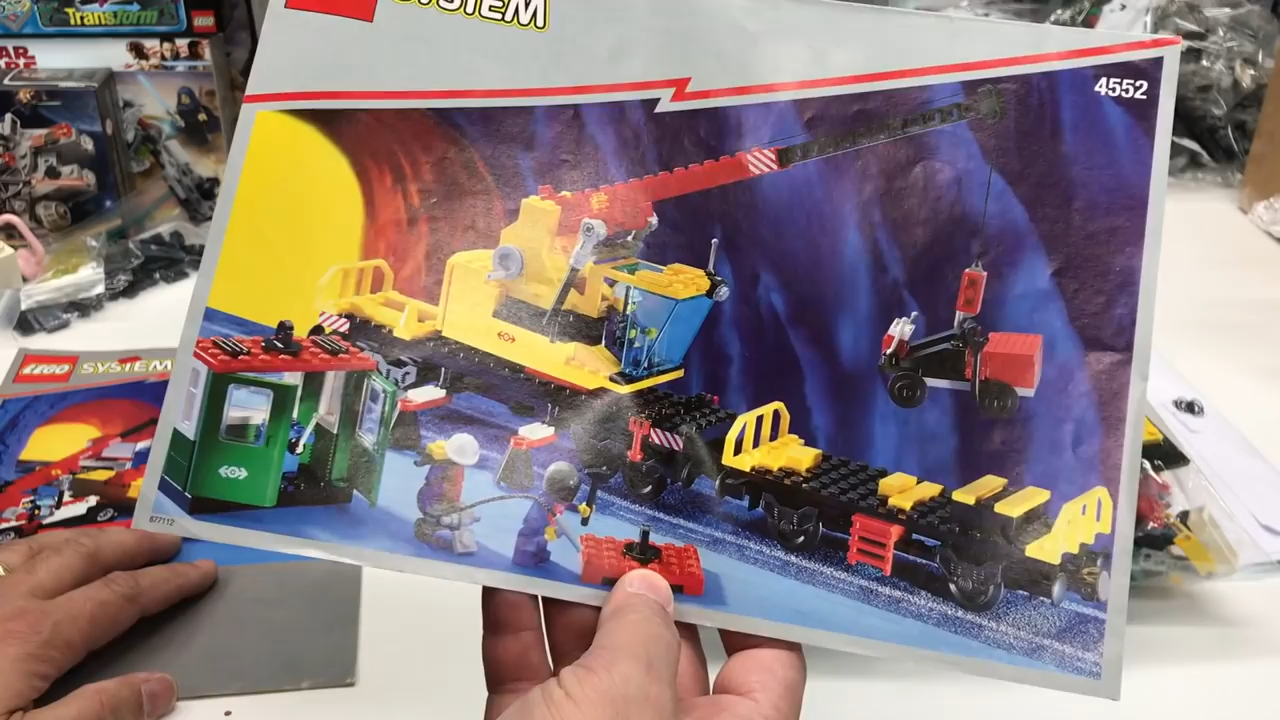 Transform
LEGO
SYSTEM
4552
LEGO SYSTEM
677112